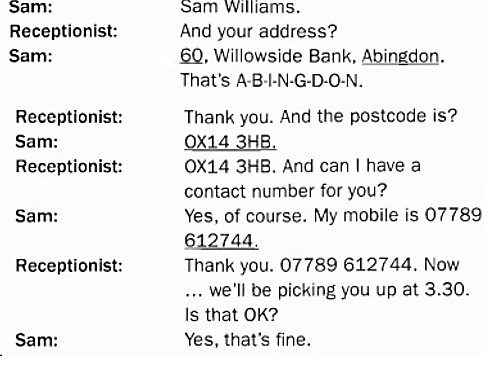 Sam: Sam Williams.
Receptionist: And your address?
Sam: 60, Willowside Bank, Abingdon.
That's A-B-I-N-G-D-O-N.
Receptionist: Thank you. And the postcode is?
Sam: OX14 3HB.
Receptionist: OX14 3HB. And can I have a
contact number for you?
Sam: Yes, of course. My mobile is 07789
612744.
Receptionist: Thank you. 07789 612744. Now
... we'll be picking you up at 3.30.
Is that OK?
Sam: Yes, that's fine.